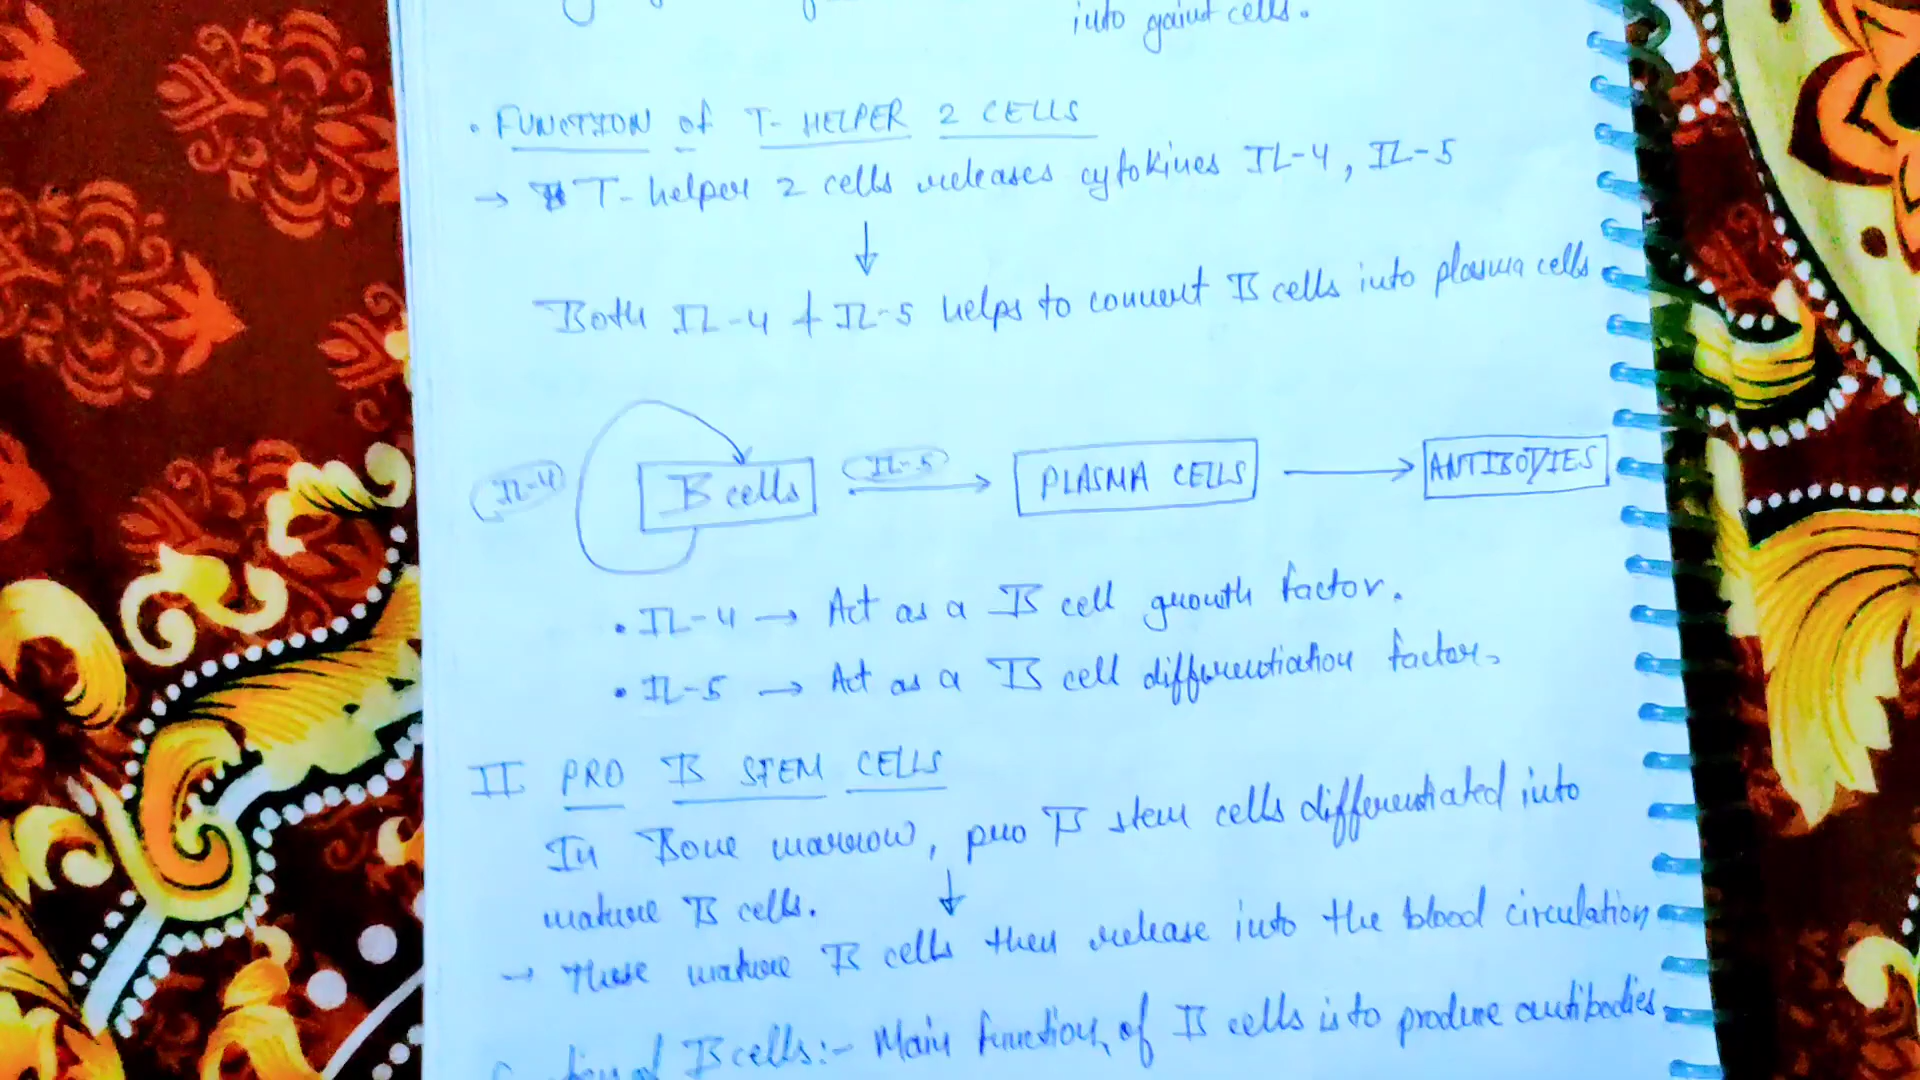 into gaint cells.
• FUNCTION of T-HELPER 2 CELLS
→ T-helper 2 cells releases cytokines IL-4, IL-5
↓
Both IL-4 + IL-5 helps to convert B cells into plasma cells
IL-4 B cells IL-5 → PLASMA CELLS → ANTIBODIES
• IL-4 → Act as a B cell growth factor.
• IL-5 → Act as a B cell differentiation factor.
II PRO B STEM CELLS
In Bone marrow, pro B stem cells differentiated into
mature B cells. ↓
→ These mature B cells then release into the blood circulation
of B cells:- Main function of B cells is to produce antibodies.